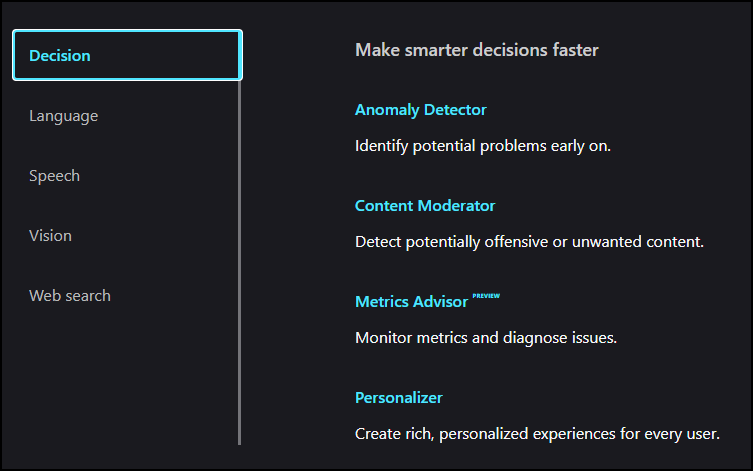 Decision
Language
Speech
Vision
Web search
Make smarter decisions faster
Anomaly Detector
Identify potential problems early on.
Content Moderator
Detect potentially offensive or unwanted content.
Metrics Advisor PREVIEW
Monitor metrics and diagnose issues.
Personalizer
Create rich, personalized experiences for every user.